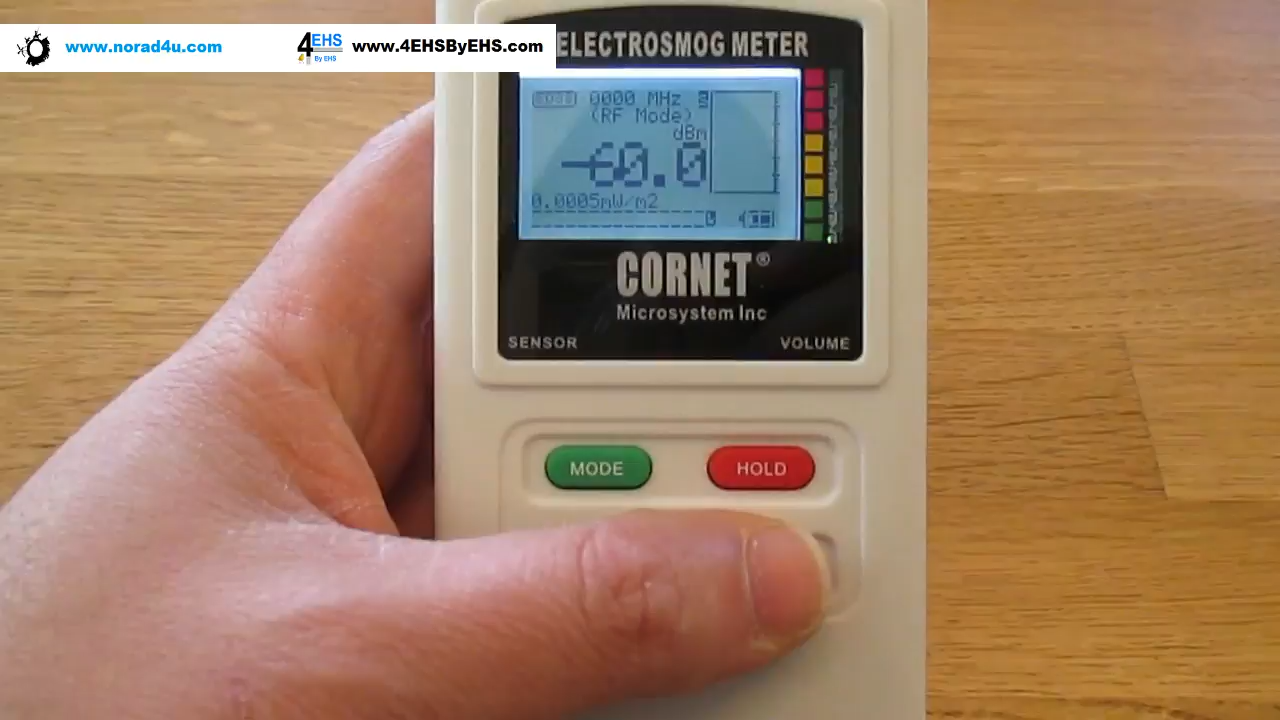 www.norad4u.com
4EHS
By EHS
www.4EHSByEHS.com
ELECTROSMOG METER
0000 MHz
(RF Mode)
dBm
-60.0
0.0005mW/m2
CORNET®
Microsystem Inc
SENSOR
VOLUME
MODE
HOLD